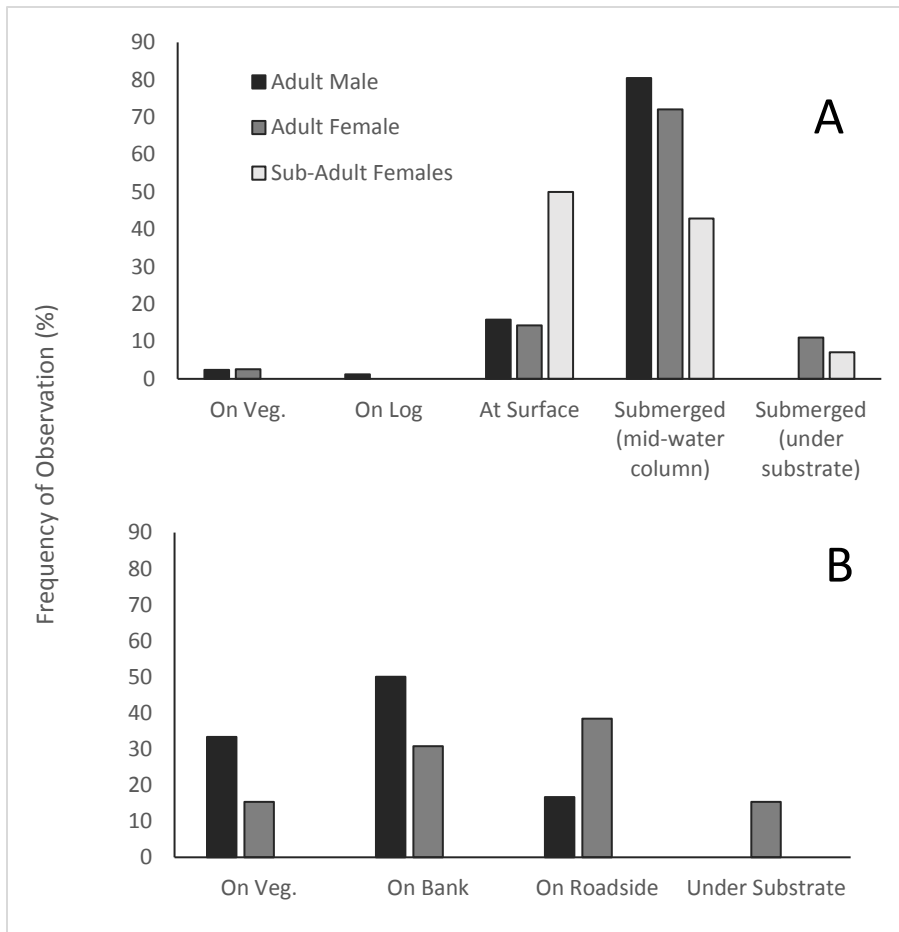 Frequency of Observation (%)
90
80
70
60
50
40
30
20
10
0
Adult Male
Adult Female
Sub-Adult Females
A
On Veg.
On Log
At Surface
Submerged
(mid-water
column)
Submerged
(under
substrate)
90
80
70
60
50
40
30
20
10
0
B
On Veg.
On Bank
On Roadside
Under Substrate